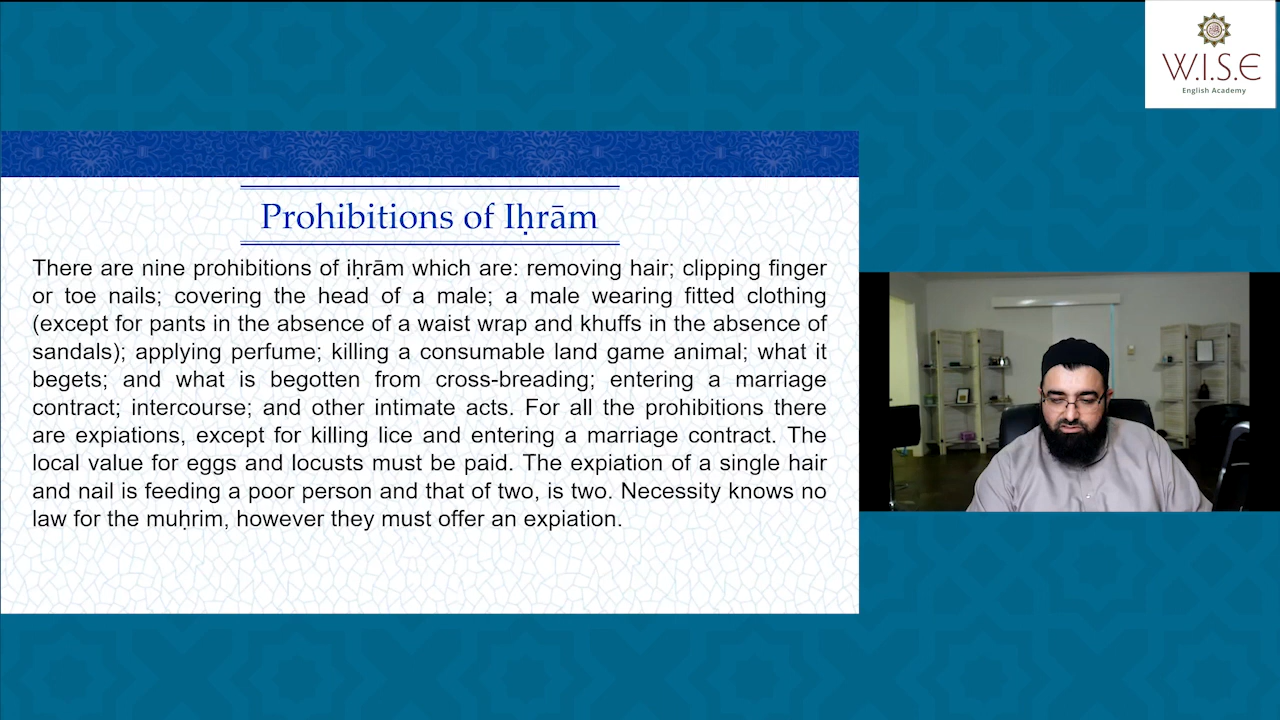 W.I.S.E
English Academy
Prohibitions of Iḥrām
There are nine prohibitions of iḥrām which are: removing hair; clipping finger
or toe nails; covering the head of a male; a male wearing fitted clothing
(except for pants in the absence of a waist wrap and khuffs in the absence of
sandals); applying perfume; killing a consumable land game animal; what it
begets; and what is begotten from cross-breading; entering a marriage
contract; intercourse; and other intimate acts. For all the prohibitions there
are expiations, except for killing lice and entering a marriage contract. The
local value for eggs and locusts must be paid. The expiation of a single hair
and nail is feeding a poor person and that of two, is two. Necessity knows no
law for the muḥrim, however they must offer an expiation.